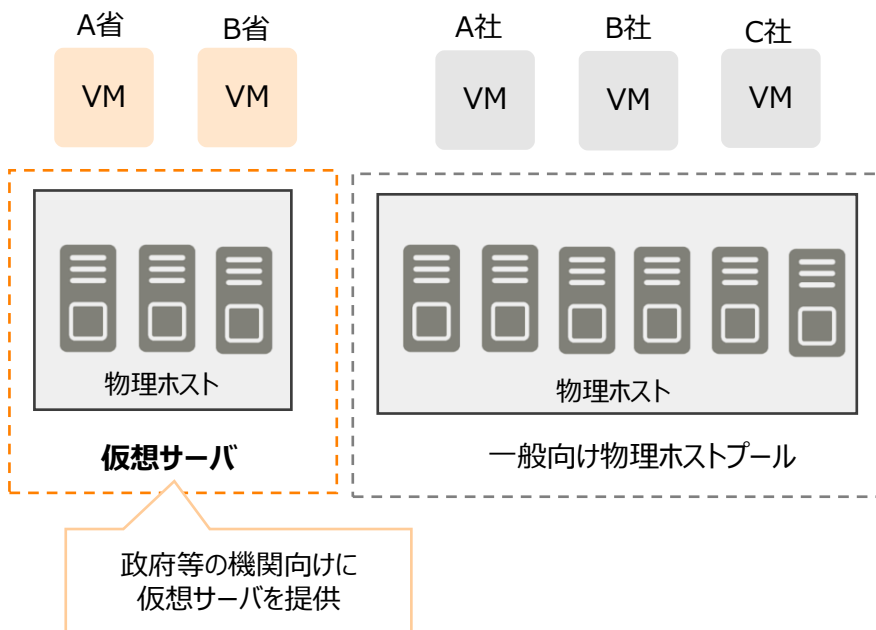 A省
B省
A社
B社
C社
VM
VM
VM
VM
VM
物理ホスト
物理ホスト
仮想サーバ
一般向け物理ホストプール
政府等の機関向けに
仮想サーバを提供